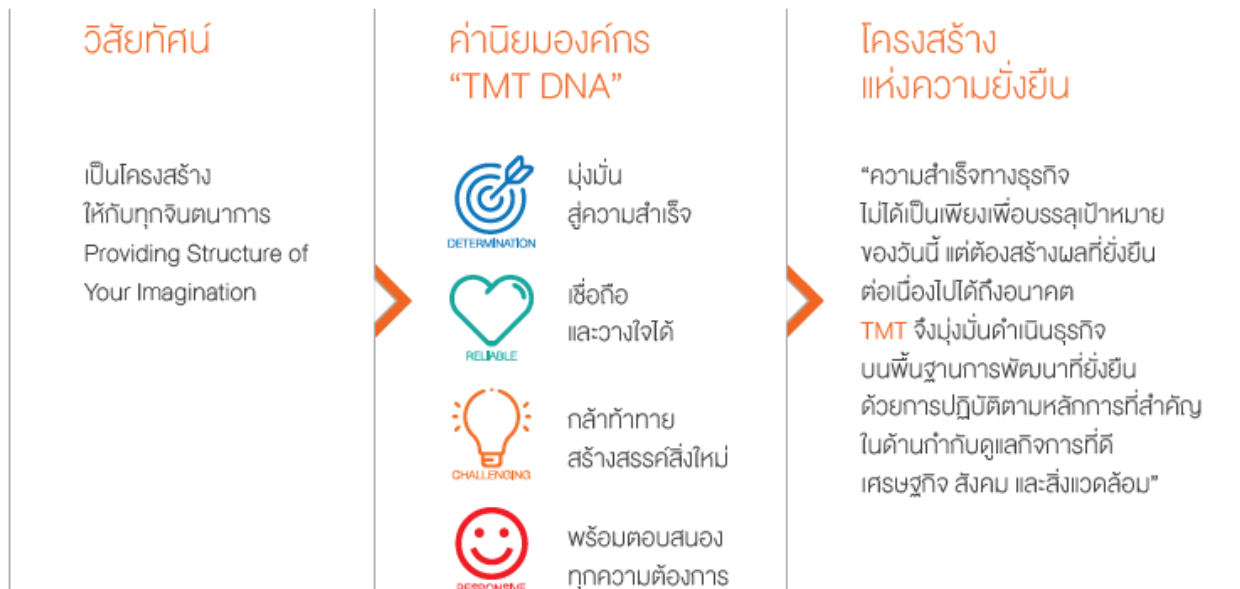 วิสัยทัศน์
เป็นโครงสร้าง
ให้กับทุกจินตนาการ
Providing Structure of
Your Imagination
ค่านิยมองค์กร
“TMT DNA”
DETERMINATION
มุ่งมั่น
สู่ความสำเร็จ
RELIABLE
เชื่อถือ
และวางใจได้
CHALLENGING
กล้าท้าทาย
สร้างสรรค์สิ่งใหม่
RESPONSIVE
พร้อมตอบสนอง
ทุกความต้องการ
โครงสร้าง
แห่งความยั่งยืน
“ความสำเร็จทางธุรกิจ
ไม่ได้เป็นเพียงเพื่อบรรลุเป้าหมาย
ของวันนี้ แต่ต้องสร้างผลที่ยั่งยืน
ต่อเนื่องไปได้ถึงอนาคต
TMT จึงมุ่งมั่นดำเนินธุรกิจ
บนพื้นฐานการพัฒนาที่ยั่งยืน
ด้วยการปฏิบัติตามหลักการที่สำคัญ
ในด้านกำกับดูแลกิจการที่ดี
เศรษฐกิจ สังคม และสิ่งแวดล้อม”